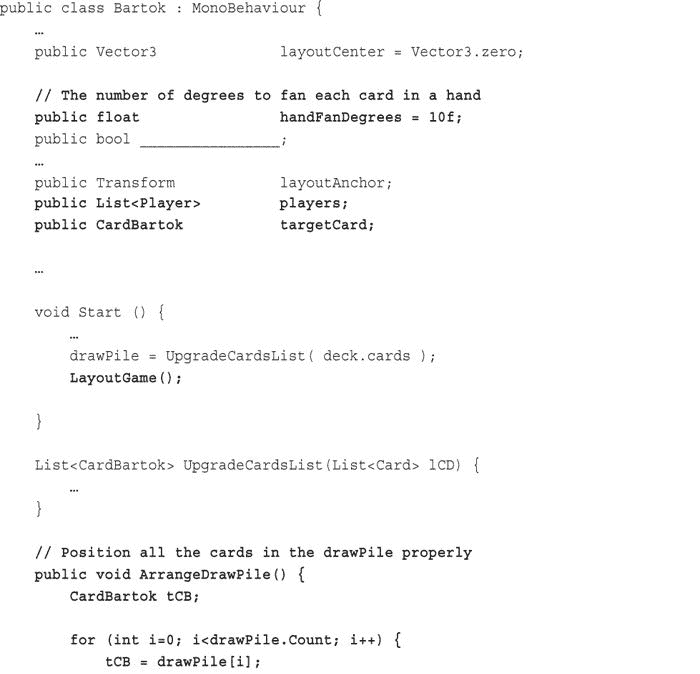 public class Bartok : MonoBehaviour {
…
public Vector3 layoutCenter = Vector3.zero;
// The number of degrees to fan each card in a hand
public float handFanDegrees = 10f;
public bool ________________;
…
public Transform layoutAnchor;
public List<Player> players;
public CardBartok targetCard;
…
void Start () {
…
drawPile = UpgradeCardsList( deck.cards );
LayoutGame();
}
List<CardBartok> UpgradeCardsList(List<Card> lCD) {
…
}
// Position all the cards in the drawPile properly
public void ArrangeDrawPile() {
CardBartok tCB;
for (int i=0; i<drawPile.Count; i++) {
tCB = drawPile[i];